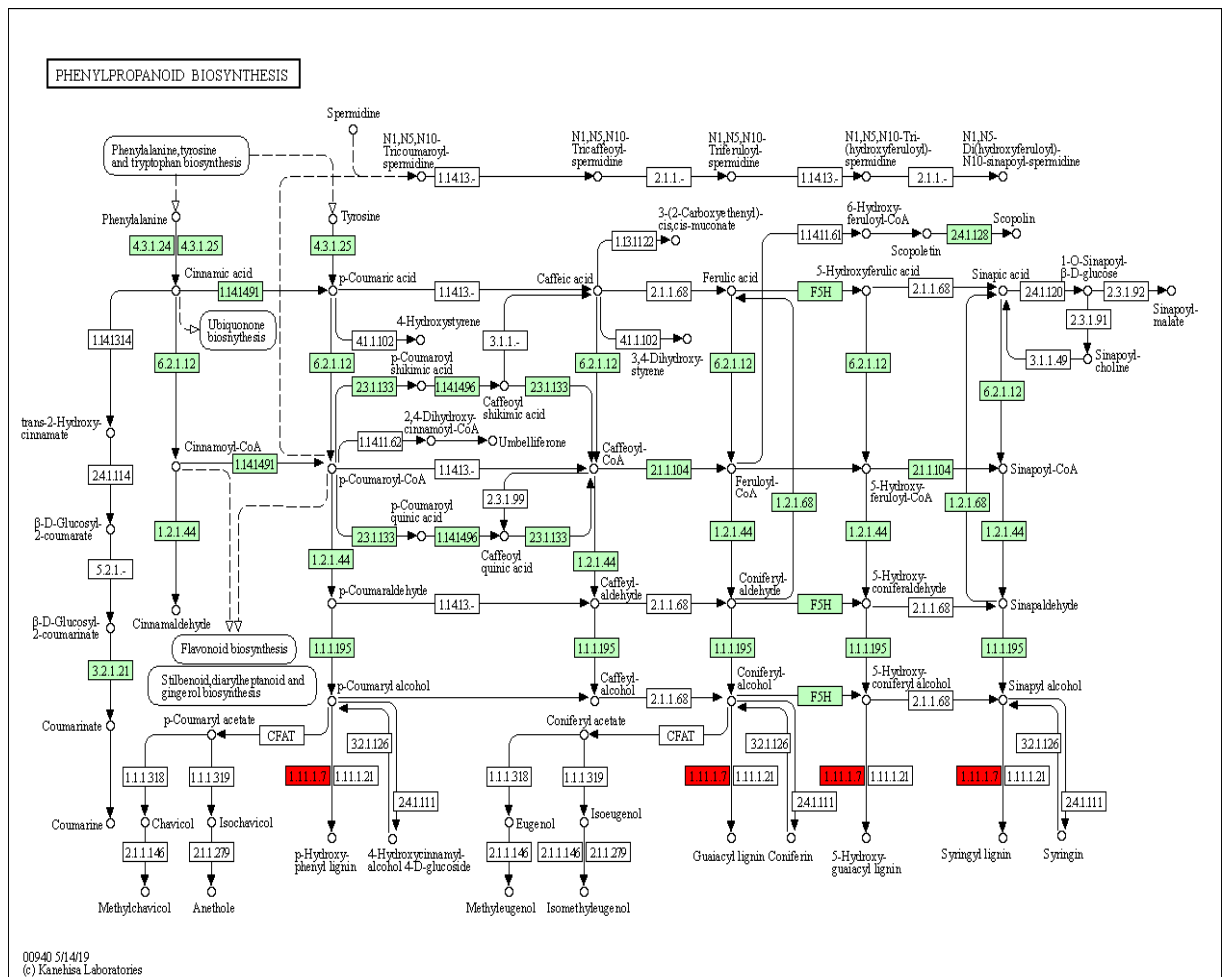 PHENYLPROPANOID BIOSYNTHESIS
Spermidine
Phenylalanine, tyrosine
and tryptophan biosynthesis
N1,N5,N10-
Tricoumaroyl-
spermidine
N1,N5,N10-
Tricaffeoyl-
spermidine
N1,N5,N10-
Triferuloyl-
spermidine
N1,N5,N10-Tri-
(hydroxyferuloyl)-
spermidine
N1,N5-
Di(hydroxyferuloyl)-
N10-sinapoyl-spermidine
1.14.13.-
2.1.1.-
1.14.13.-
2.1.1.-
Phenylalanine
Tyrosine
3-(2-Carboxyethenyl)-
cis,cis-muconate
6-Hydroxy-
feruloyl-CoA
Scopoletin
Scopolin
4.3.1.24
4.3.1.25
4.3.1.25
1.13.11.22
1.14.11.61
2.4.1.128
Cinnamic acid
p-Coumaric acid
Caffeic acid
Ferulic acid
5-Hydroxyferulic acid
Sinapic acid
1-O-Sinapoyl-
β-D-glucose
1.14.14.91
1.14.13.-
2.1.1.68
F5H
2.1.1.68
2.4.1.120
2.3.1.92
Sinapoyl-
malate
Ubiquonone
biosnythesis
4-Hydroxystyrene
2.3.1.91
1.14.13.14
4.1.1.102
3.1.1.-
4.1.1.102
3,4-Dihydroxy-
styrene
3.1.1.49
Sinapoyl-
choline
6.2.1.12
6.2.1.12
p-Coumaroyl
shikimic acid
6.2.1.12
6.2.1.12
6.2.1.12
6.2.1.12
2.3.1.133
1.14.14.96
2.3.1.133
Caffeoyl
shikimic acid
trans-2-Hydroxy-
cinnamate
2,4-Dihydroxy-
cinnamoyl-CoA
1.14.11.62
Umbelliferone
Cinnamoyl-CoA
Caffeoyl-
CoA
1.14.14.91
1.14.13.-
2.1.1.104
2.1.1.104
Sinapoyl-CoA
2.4.1.114
p-Coumaroyl-CoA
Feruloyl-
CoA
5-Hydroxy-
feruloyl-CoA
2.3.1.99
1.2.1.68
1.2.1.68
β-D-Glucosyl-
2-coumarate
p-Coumaroyl
quinic acid
1.2.1.44
2.3.1.133
1.14.14.96
2.3.1.133
1.2.1.44
1.2.1.44
1.2.1.44
1.2.1.44
1.2.1.44
Caffeoyl
quinic acid
5.2.1.-
Cinnamaldehyde
p-Coumaraldehyde
Caffeyl-
aldehyde
Coniferyl-
aldehyde
5-Hydroxy-
coniferaldehyde
Sinapaldehyde
1.14.13.-
2.1.1.68
F5H
2.1.1.68
β-D-Glucosyl-
2-coumarinate
Flavonoid biosynthesis
1.1.1.195
1.1.1.195
1.1.1.195
1.1.1.195
1.1.1.195
3.2.1.21
Stilbenoid, diarylheptanoid and
gingerol biosynthesis
p-Coumaryl alcohol
Caffeyl-
alcohol
Coniferyl-
alcohol
5-Hydroxy-
coniferyl alcohol
Sinapyl alcohol
2.1.1.68
F5H
2.1.1.68
Coumarinate
p-Coumaryl acetate
CFAT
Coniferyl acetate
CFAT
3.2.1.126
3.2.1.126
3.2.1.126
1.1.1.318
1.1.1.319
1.11.1.7
1.11.1.21
1.1.1.318
1.1.1.319
1.11.1.7
1.11.1.21
1.11.1.7
1.11.1.21
1.11.1.7
1.11.1.21
2.4.1.111
2.4.1.111
2.4.1.111
Coumarine
Chavicol
Isochavicol
Eugenol
Isoeugenol
2.1.1.146
2.1.1.279
p-Hydroxy-
phenyl lignin
4-Hydroxycinnamyl-
alcohol 4-D-glucoside
2.1.1.146
2.1.1.146
2.1.1.279
Guaiacyl lignin
Coniferin
5-Hydroxy-
guaiacyl lignin
Syringyl lignin
Syringin
Methylchavicol
Anethole
Methyleugenol
Isomethyleugenol
00940 5/14/19
(c) Kanehisa Laboratories